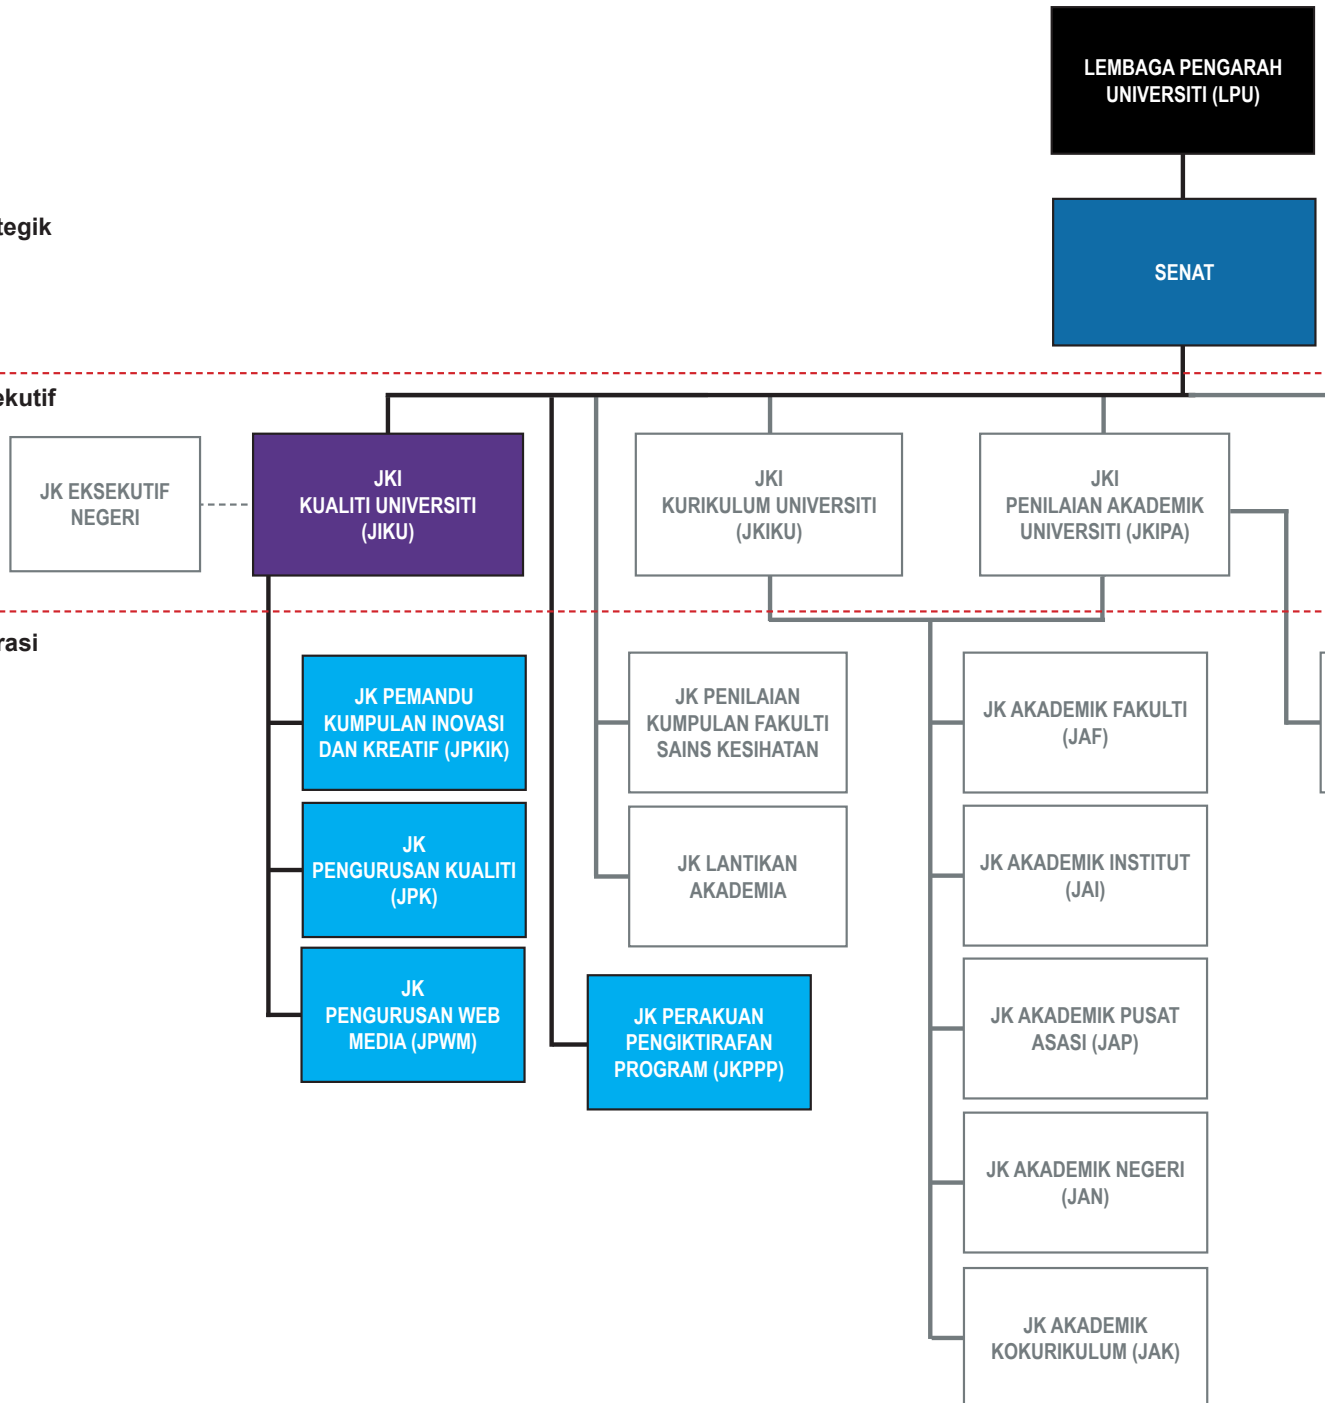 LEMBAGA PENGARAH
UNIVERSITI (LPU)
tegik
SENAT
ekutif
JK EKSEKUTIF
NEGERI
JKI
KUALITI UNIVERSITI
(JIKU)
JKI
KURIKULUM UNIVERSITI
(JKIKU)
JKI
PENILAIAN AKADEMIK
UNIVERSITI (JKIPA)
rasi
JK PEMANDU
KUMPULAN INOVASI
DAN KREATIF (JPKIK)
JK PENILAIAN
KUMPULAN FAKULTI
SAINS KESIHATAN
JK AKADEMIK FAKULTI
(JAF)
JK
PENGURUSAN KUALITI
(JPK)
JK LANTIKAN
AKADEMIA
JK AKADEMIK INSTITUT
(JAI)
JK
PENGURUSAN WEB
MEDIA (JPWM)
JK PERAKUAN
PENGIKTIRAFAN
PROGRAM (JKPPP)
JK AKADEMIK PUSAT
ASASI (JAP)
JK AKADEMIK NEGERI
(JAN)
JK AKADEMIK
KOKURIKULUM (JAK)